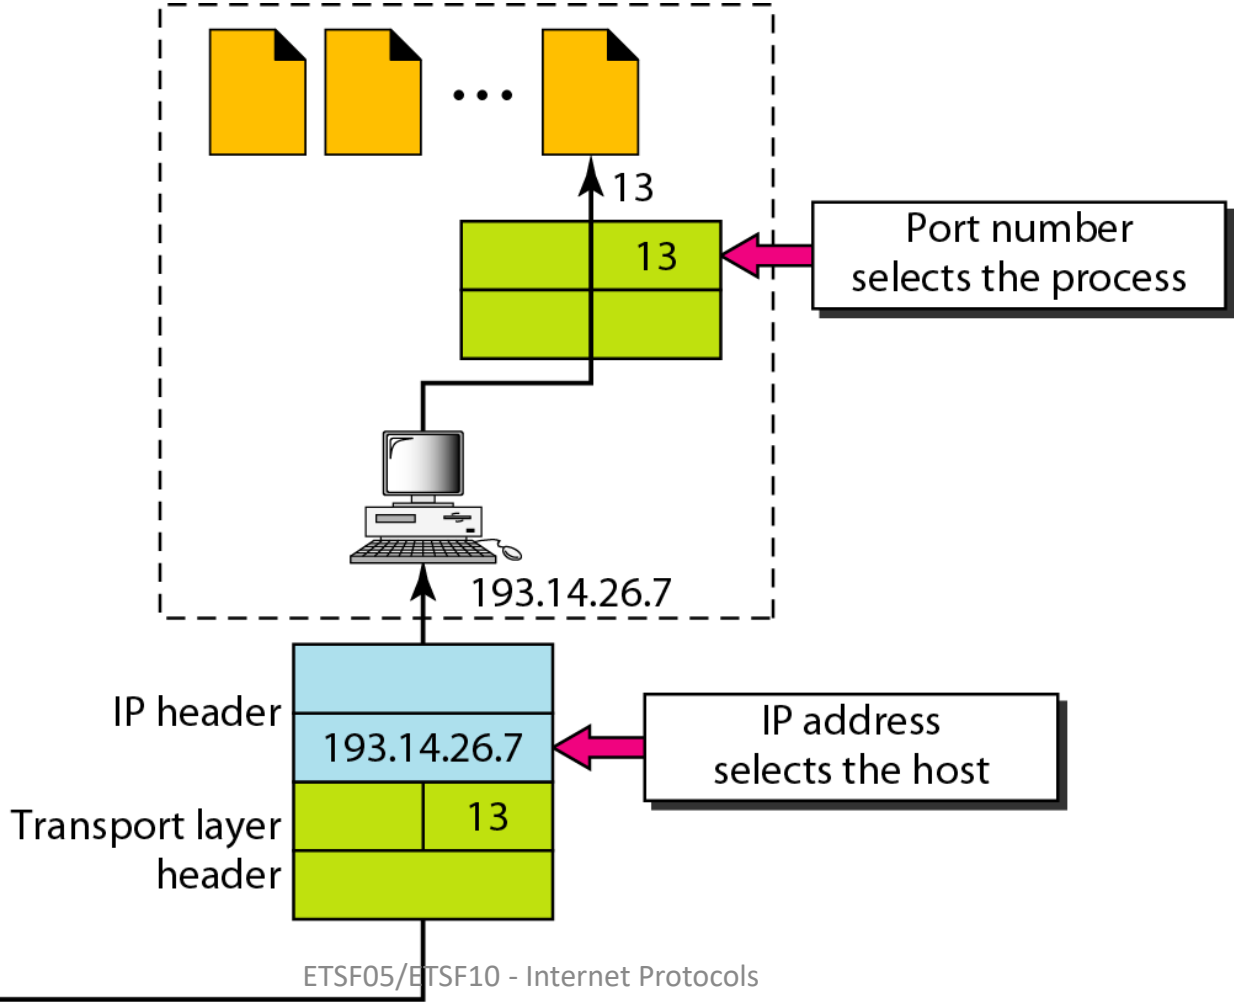 13
13
Port number
selects the process
193.14.26.7
IP header
193.14.26.7
IP address
selects the host
Transport layer
header
13
ETSF05/ETSF10 - Internet Protocols